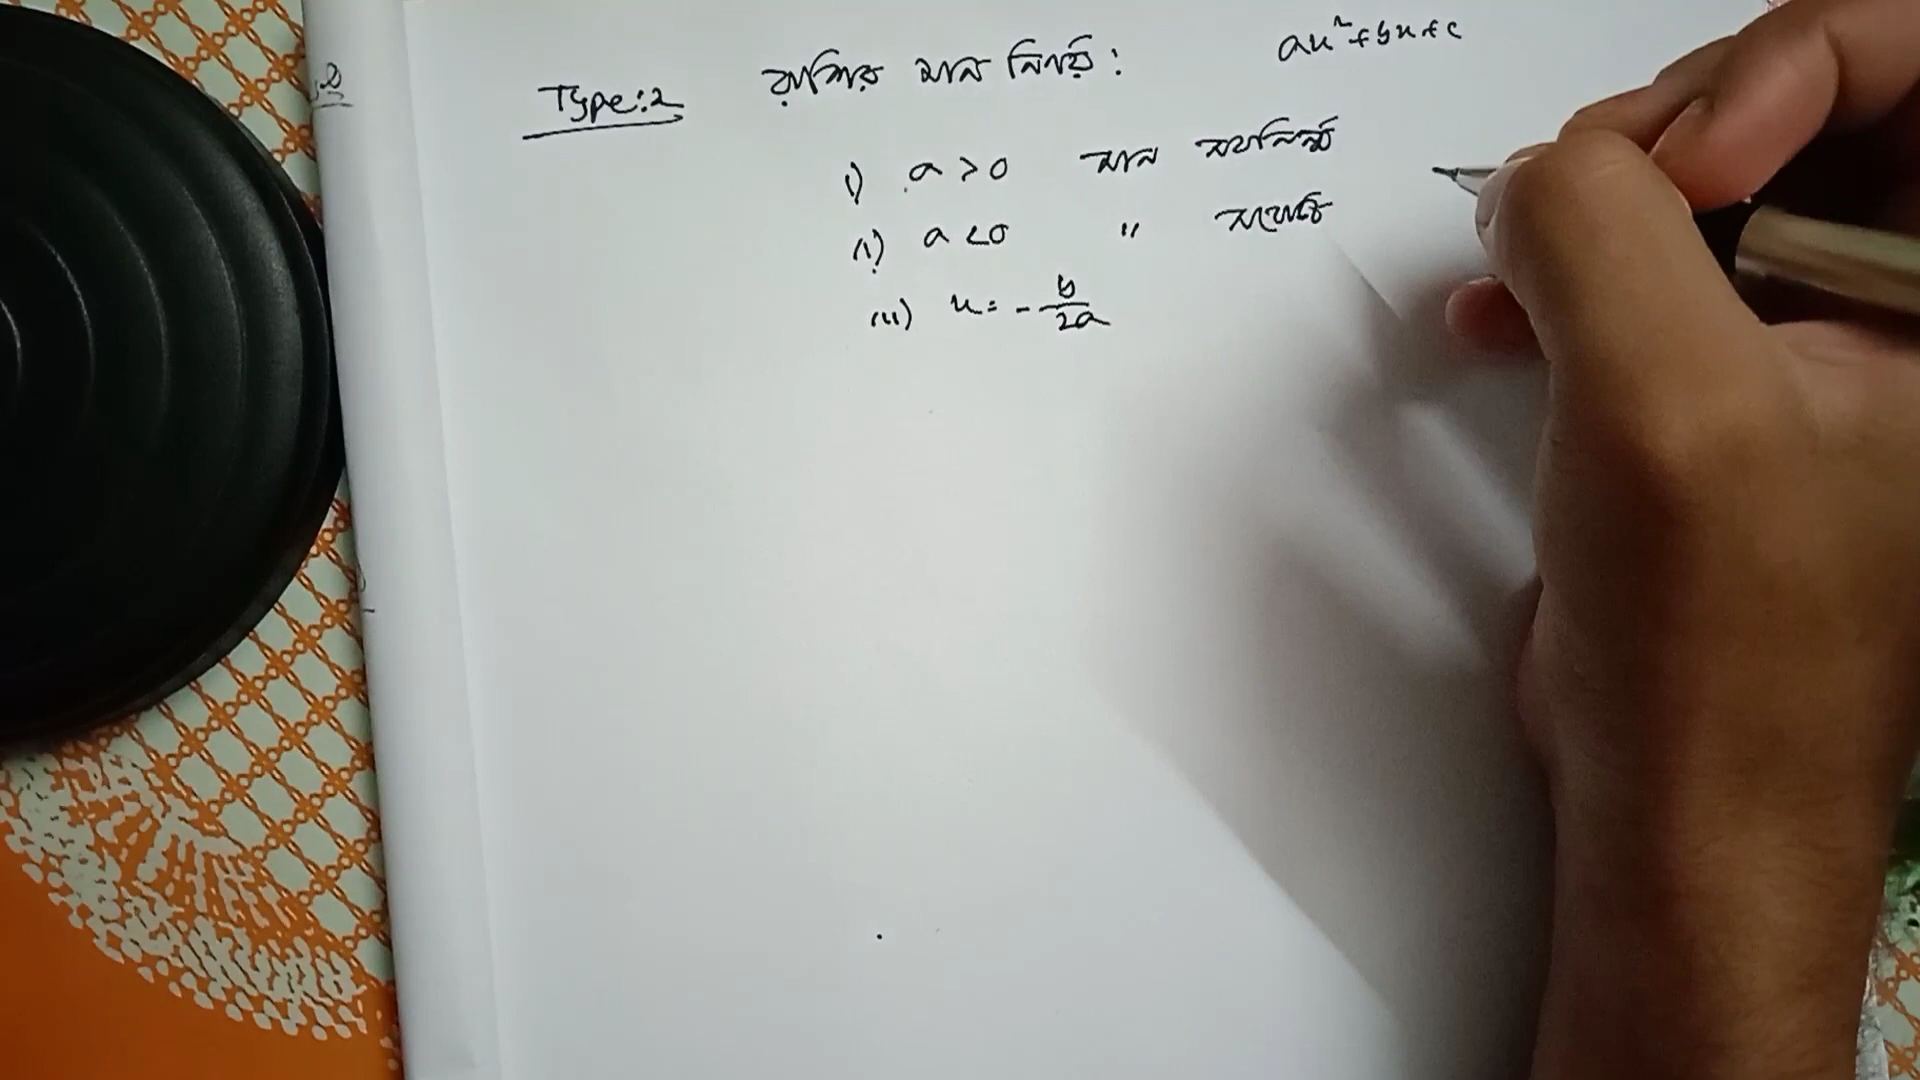 Type:2 রাশির মান নির্ণয় : ax²+bx+c
i) a > 0 মান সর্বনিম্ন
ii) a < 0 " সর্বোচ্চ
iii) x = - b/2a